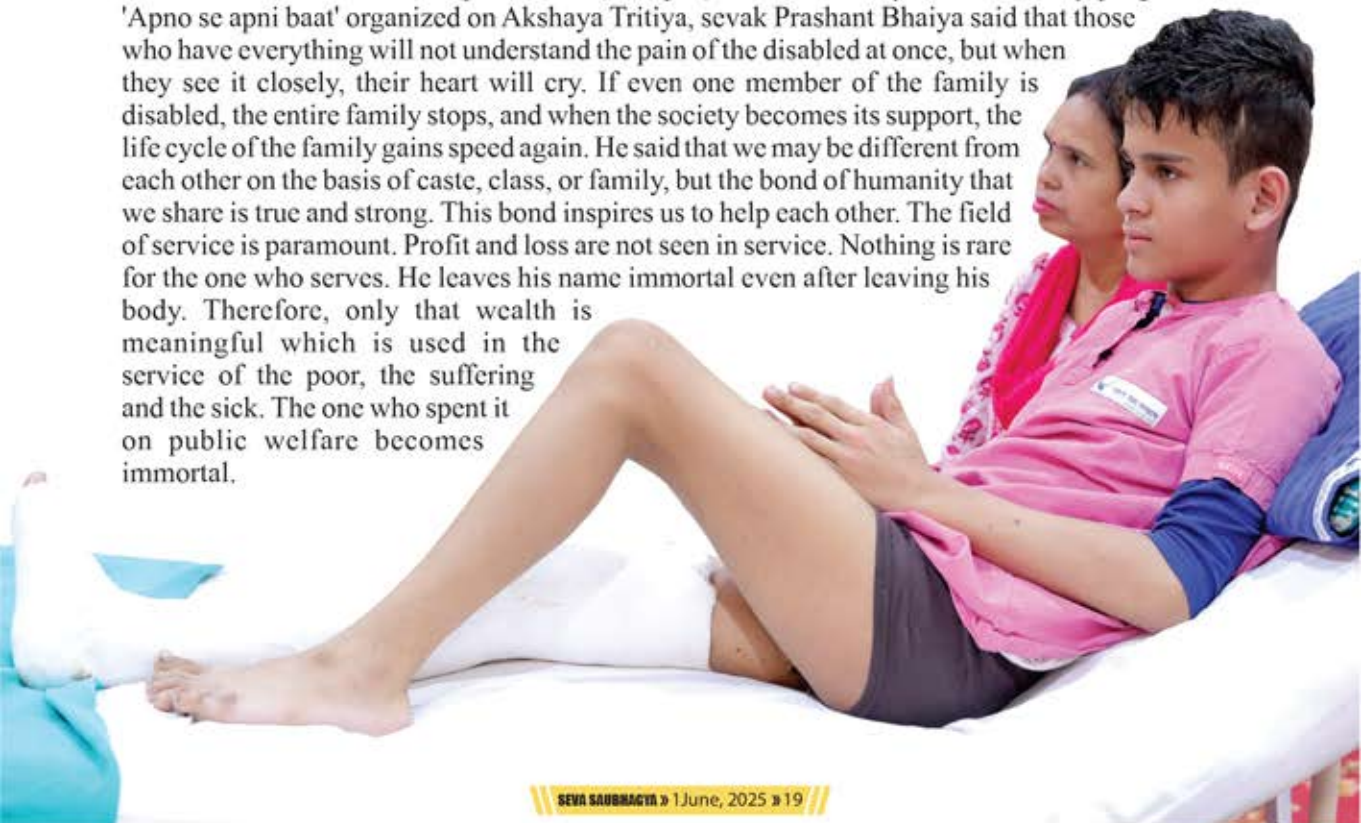 'Apno se apni baat' organized on Akshaya Tritiya, sevak Prashant Bhaiya said that those
who have everything will not understand the pain of the disabled at once, but when
they see it closely, their heart will cry. If even one member of the family is
disabled, the entire family stops, and when the society becomes its support, the
life cycle of the family gains speed again. He said that we may be different from
each other on the basis of caste, class, or family, but the bond of humanity that
we share is true and strong. This bond inspires us to help each other. The field
of service is paramount. Profit and loss are not seen in service. Nothing is rare
for the one who serves. He leaves his name immortal even after leaving his
body. Therefore, only that wealth is
meaningful which is used in the
service of the poor, the suffering
and the sick. The one who spent it
on public welfare becomes
immortal.
SEVA SAUBHAGYA » 1June, 2025 » 19